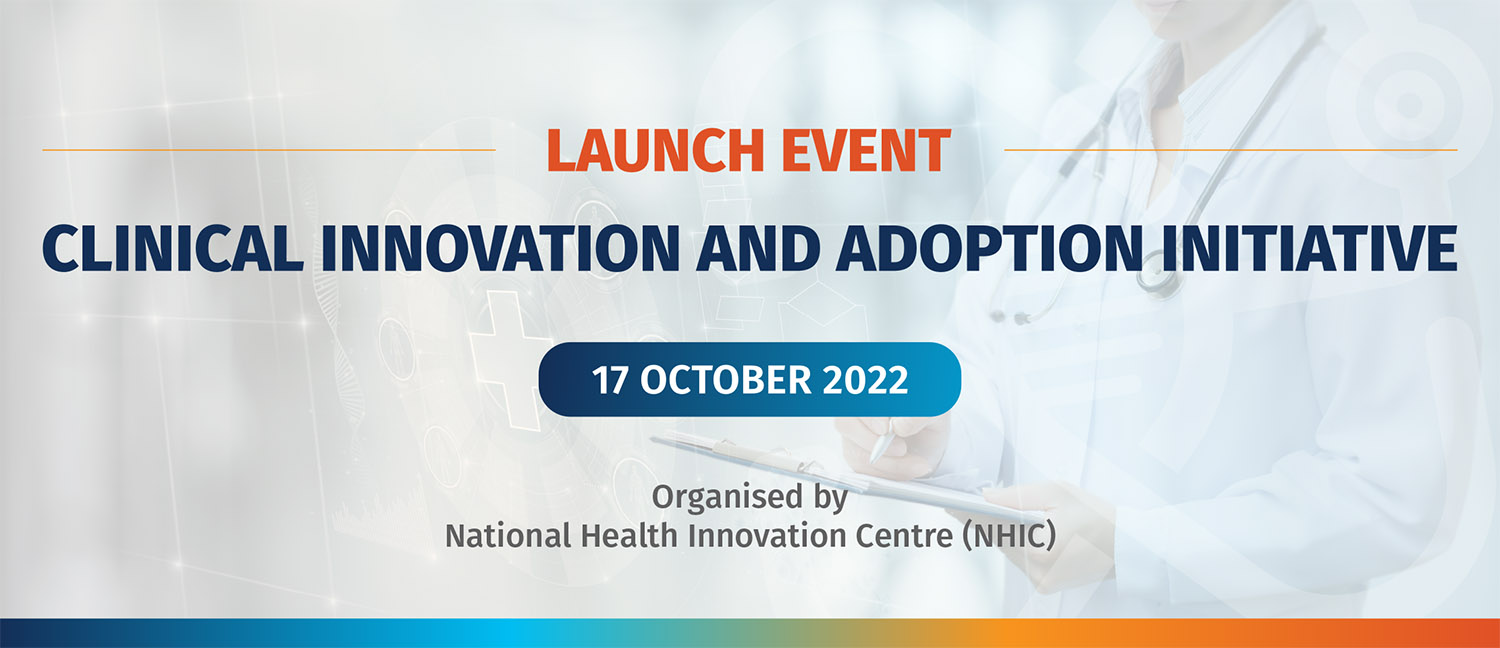 LAUNCH EVENT
CLINICAL INNOVATION AND ADOPTION INITIATIVE
17 OCTOBER 2022
Organised by
National Health Innovation Centre (NHIC)